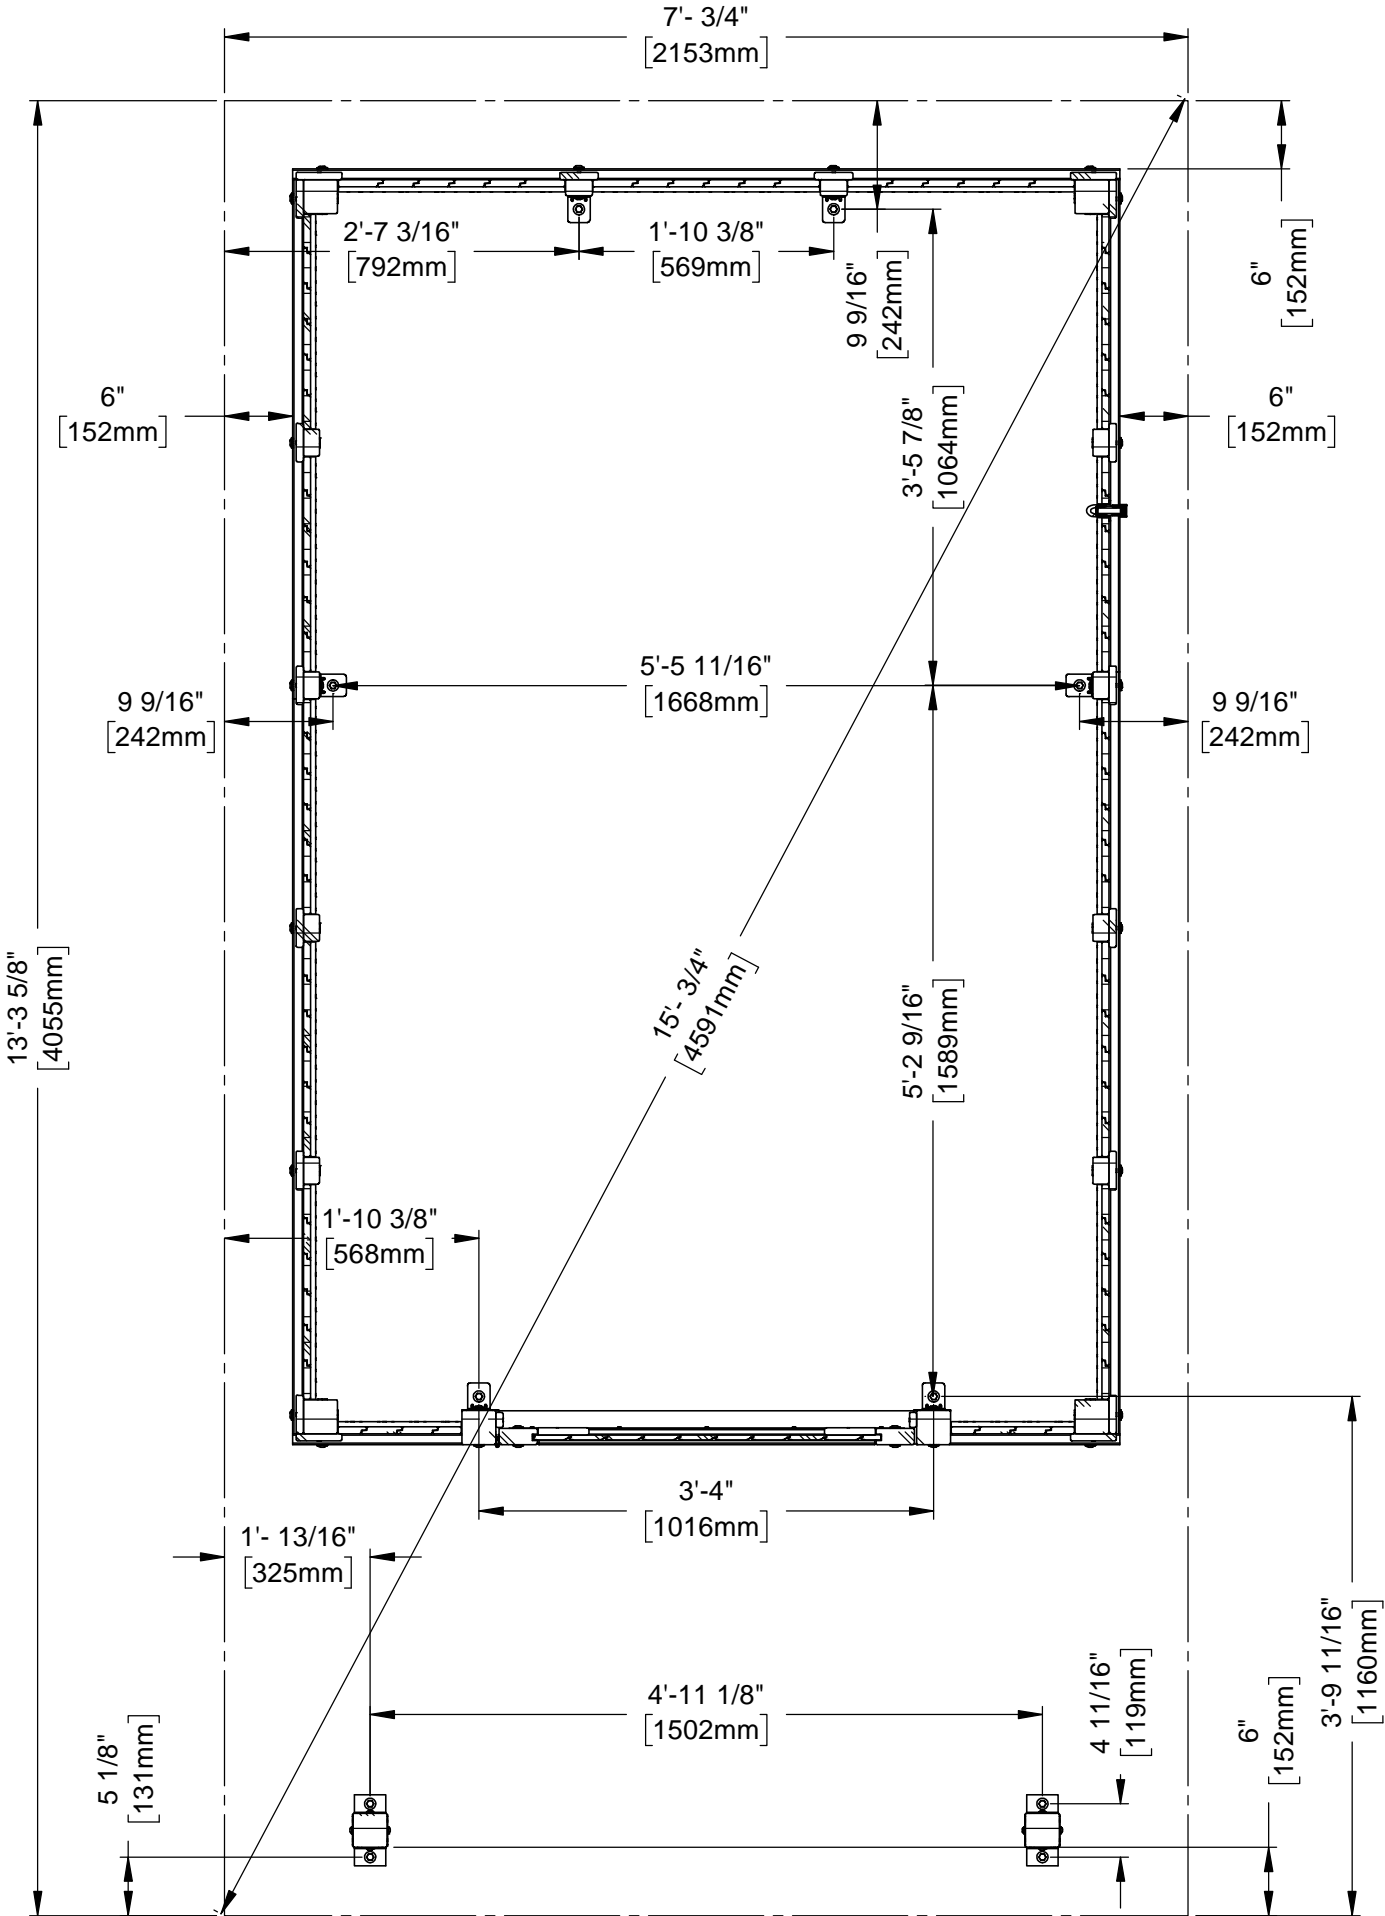 7'- 3/4"
[2153mm]
2'-7 3/16"
[792mm]
1'-10 3/8"
[569mm]
9 9/16"
[242mm]
6"
[152mm]
6"
[152mm]
3'-5 7/8"
[1064mm]
6"
[152mm]
5'-5 11/16"
[1668mm]
9 9/16"
[242mm]
9 9/16"
[242mm]
13'-3 5/8"
[4055mm]
15'- 3/4"
[4591mm]
5'-2 9/16"
[1589mm]
1'-10 3/8"
[568mm]
3'-4"
[1016mm]
1'- 13/16"
[325mm]
4'-11 1/8"
[1502mm]
5 1/8"
[131mm]
4 11/16"
[119mm]
6"
[152mm]
3'-9 11/16"
[1160mm]